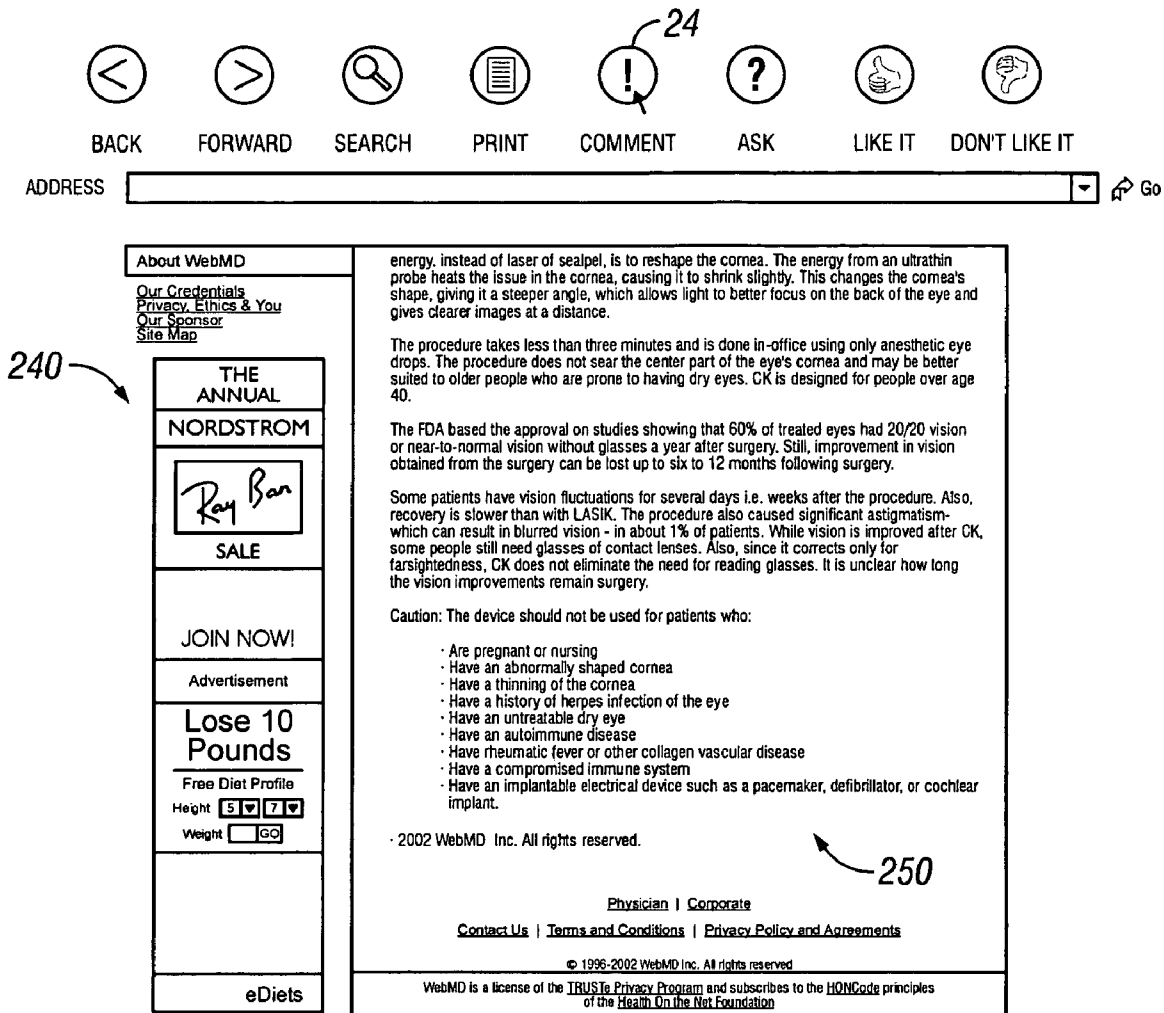 24
< > ! ?
BACK FORWARD SEARCH PRINT COMMENT ASK LIKE IT DON'T LIKE IT
ADDRESS Go
About WebMD
Our Credentials
Privacy, Ethics & You
Our Sponsor
Site Map
240
THE
ANNUAL
NORDSTROM
Ray Ban
SALE
JOIN NOW!
Advertisement
Lose 10
Pounds
Free Diet Profile
Height 5 7
Weight GO
eDiets
energy. instead of laser of sealpel, is to reshape the cornea. The energy from an ultrathin
probe heats the issue in the cornea, causing it to shrink slightly. This changes the cornea's
shape, giving it a steeper angle, which allows light to better focus on the back of the eye and
gives clearer images at a distance.
The procedure takes less than three minutes and is done in-office using only anesthetic eye
drops. The procedure does not sear the center part of the eye's cornea and may be better
suited to older people who are prone to having dry eyes. CK is designed for people over age
40.
The FDA based the approval on studies showing that 60% of treated eyes had 20/20 vision
or near-to-normal vision without glasses a year after surgery. Still, improvement in vision
obtained from the surgery can be lost up to six to 12 months following surgery.
Some patients have vision fluctuations for several days i.e. weeks after the procedure. Also,
recovery is slower than with LASIK. The procedure also caused significant astigmatism-
which can result in blurred vision - in about 1% of patients. While vision is improved after CK,
some people still need glasses of contact lenses. Also, since it corrects only for
farsightedness, CK does not eliminate the need for reading glasses. It is unclear how long
the vision improvements remain surgery.
Caution: The device should not be used for patients who:
· Are pregnant or nursing
· Have an abnormally shaped cornea
· Have a thinning of the cornea
· Have a history of herpes infection of the eye
· Have an untreatable dry eye
· Have an autoimmune disease
· Have rheumatic fever or other collagen vascular disease
· Have a compromised immune system
· Have an implantable electrical device such as a pacemaker, defibrillator, or cochlear
implant.
· 2002 WebMD Inc. All rights reserved.
250
Physician | Corporate
Contact Us | Terms and Conditions | Privacy Policy and Agreements
© 1996-2002 WebMD Inc. All rights reserved
WebMD is a license of the TRUSTe Privacy Program and subscribes to the HONCode principles
of the Health On the Net Foundation